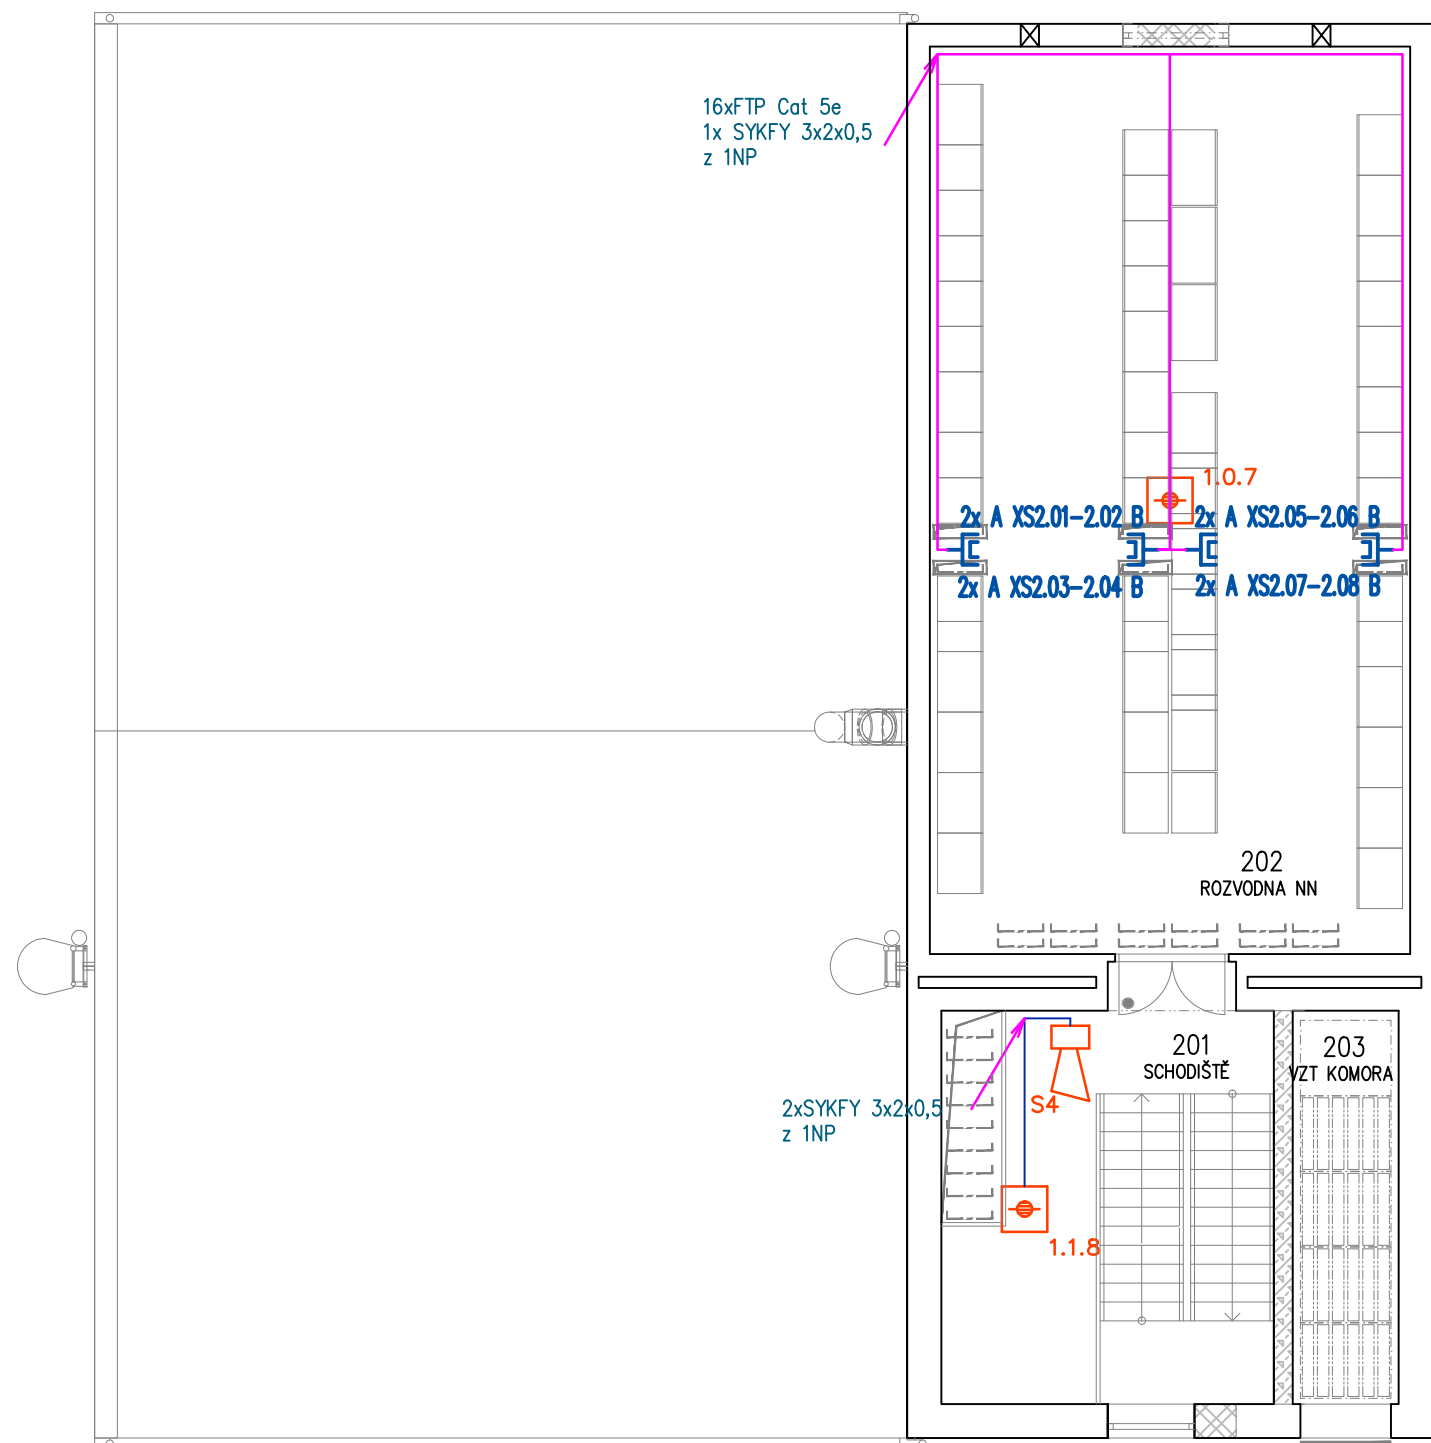 16xFTP Cat 5e
1x SYKFY 3x2x0,5
z 1NP
1.0.7
2x A XS2.01-2.02 B
2x A XS2.05-2.06 B
2x A XS2.03-2.04 B
2x A XS2.07-2.08 B
202
ROZVODNA NN
201
SCHODIŠTĚ
203
VZT KOMORA
S4
2xSYKFY 3x2x0,5
z 1NP
1.1.8